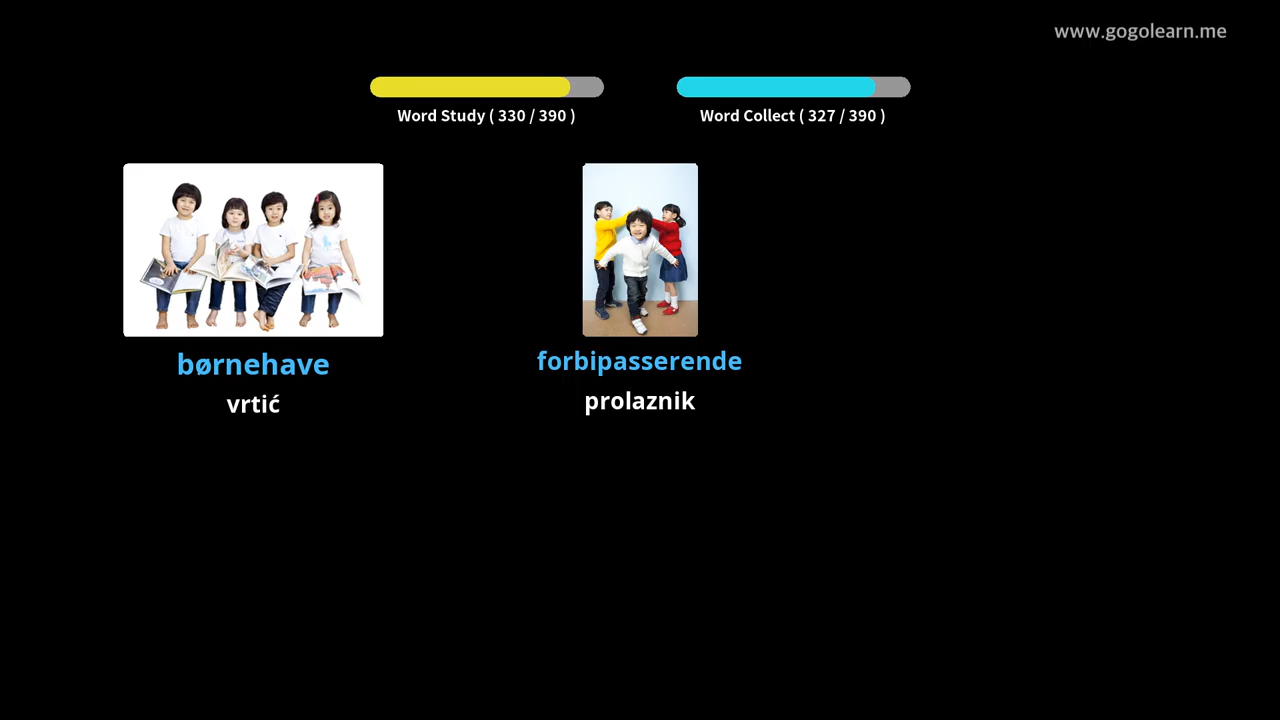 www.gogolearn.me
Word Study ( 330 / 390 )
Word Collect ( 327 / 390 )
børnehave
vrtić
forbipasserende
prolaznik